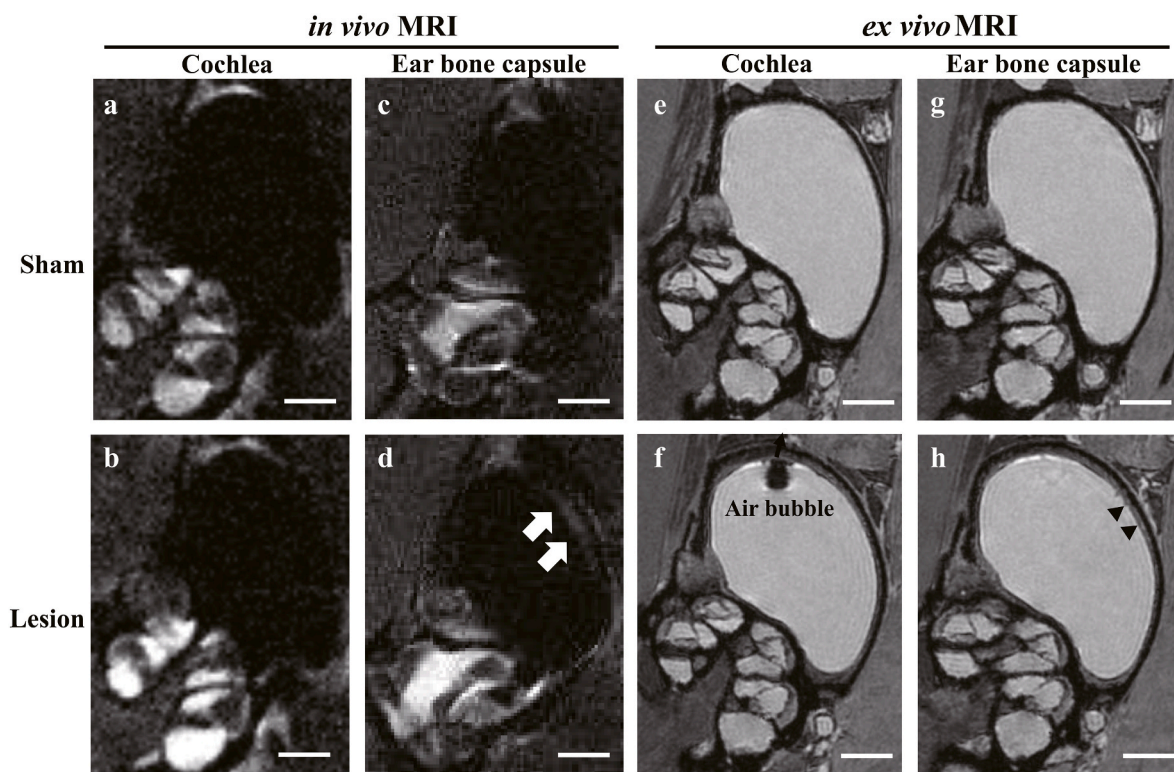 in vivo MRI
ex vivo MRI
Cochlea
Ear bone capsule
Cochlea
Ear bone capsule
a
c
e
g
Sham
b
d
f
h
Air bubble
Lesion